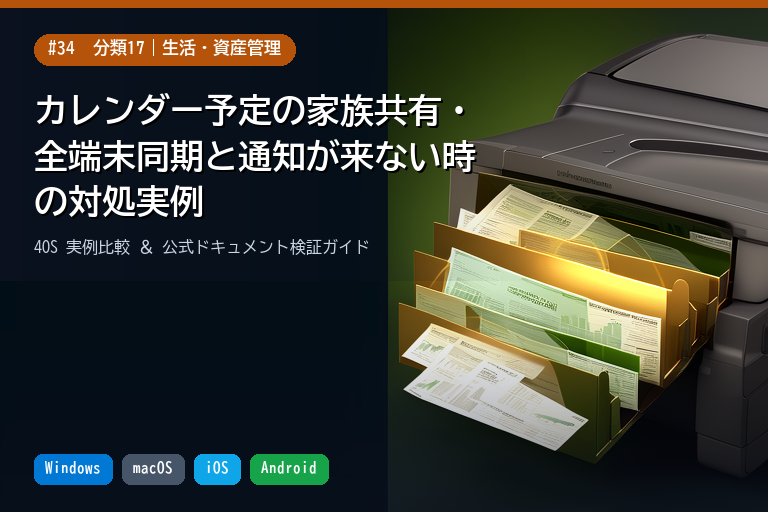 #34 分類17｜生活・資産管理
カレンダー予定の家族共有・
全端末同期と通知が来ない時
の対処実例
4OS 実例比較 & 公式ドキュメント検証ガイド
Windows
macOS
iOS
Android